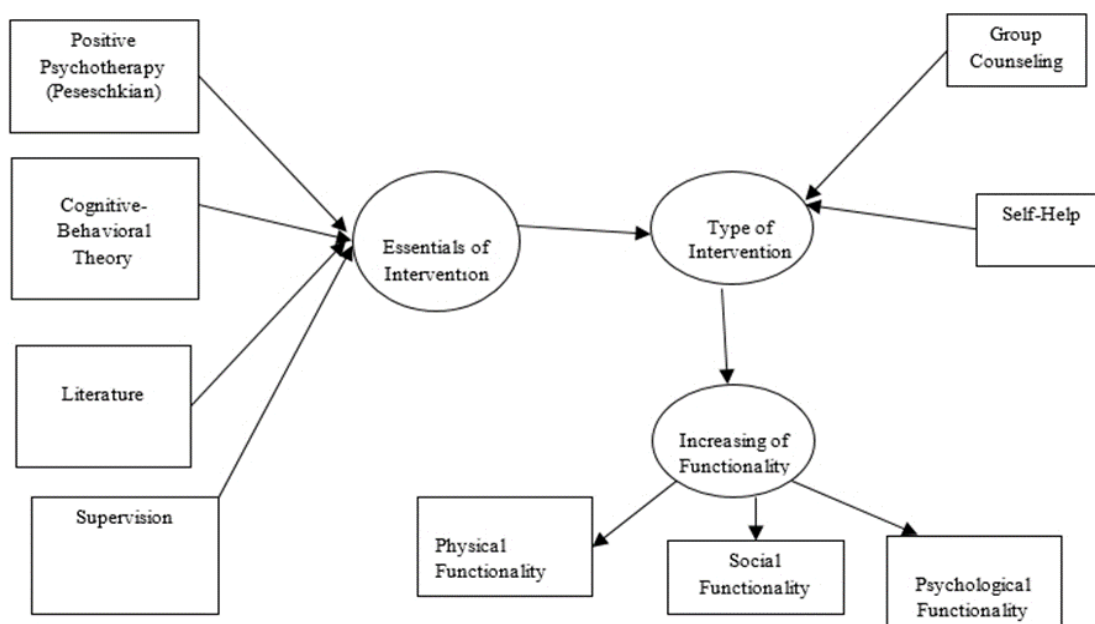 Positive
Psychotherapy
(Peseschkian)
Cognitive-
Behavioral
Theory
Literature
Supervision
Essentials of
Interventıon
Type of
Intervention
Group
Counseling
Self-Help
Increasing of
Functionality
Physical
Functionality
Social
Functionality
Psychological
Functionality